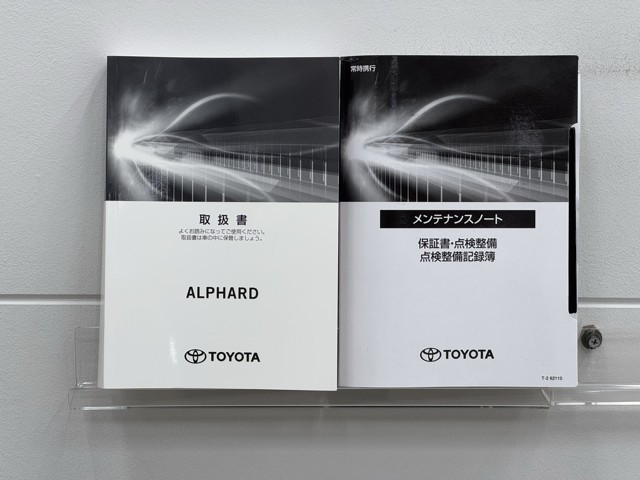 取扱書
よくお読みになってご使用ください。
取扱書は車の中に保管しましょう。
ALPHARD
TOYOTA
常時携行
メンテナンスノート
保証書・点検整備
点検整備記録簿
TOYOTA
T-2 62110